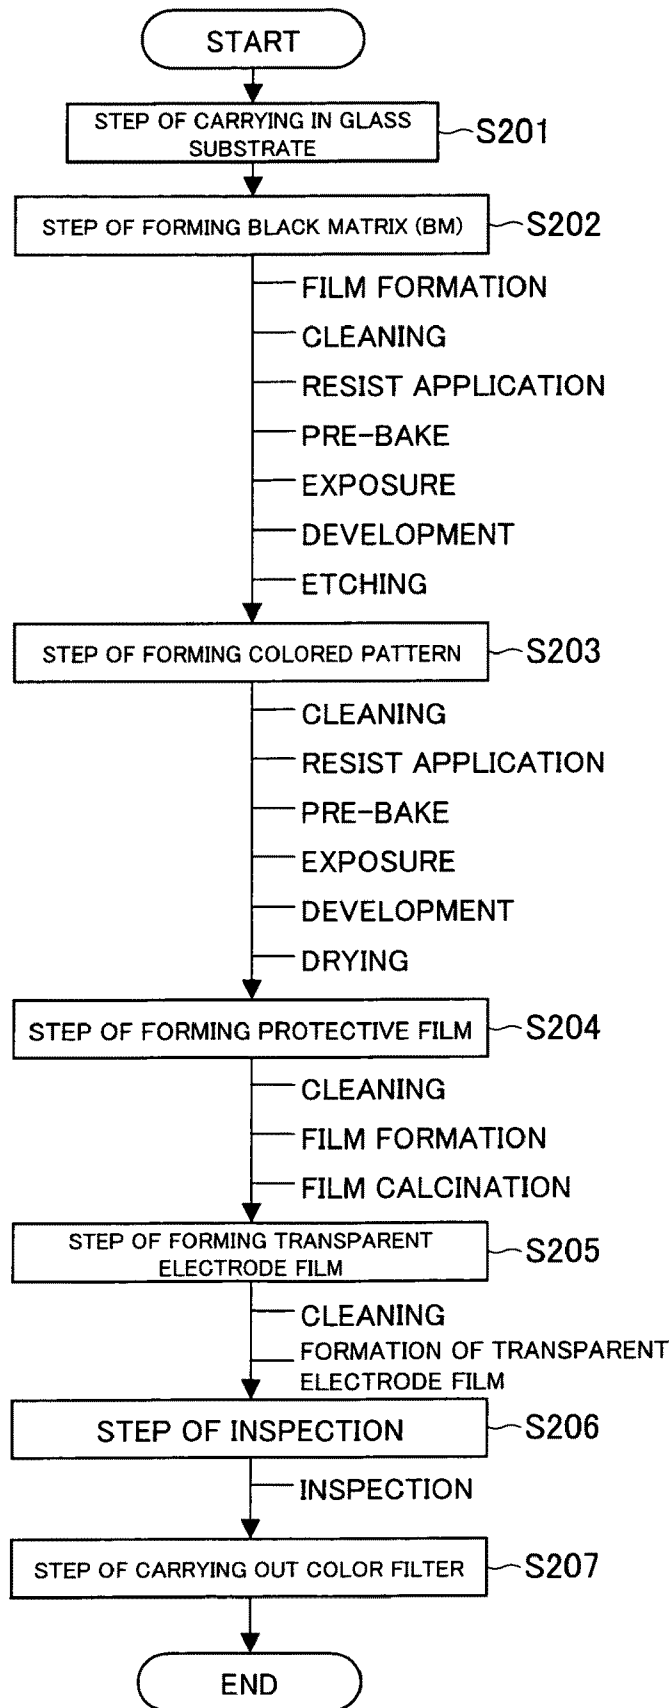 START
STEP OF CARRYING IN GLASS
SUBSTRATE
S201
STEP OF FORMING BLACK MATRIX (BM)
S202
FILM FORMATION
CLEANING
RESIST APPLICATION
PRE-BAKE
EXPOSURE
DEVELOPMENT
ETCHING
STEP OF FORMING COLORED PATTERN
S203
CLEANING
RESIST APPLICATION
PRE-BAKE
EXPOSURE
DEVELOPMENT
DRYING
STEP OF FORMING PROTECTIVE FILM
S204
CLEANING
FILM FORMATION
FILM CALCINATION
STEP OF FORMING TRANSPARENT
ELECTRODE FILM
S205
CLEANING
FORMATION OF TRANSPARENT
ELECTRODE FILM
STEP OF INSPECTION
S206
INSPECTION
STEP OF CARRYING OUT COLOR FILTER
S207
END